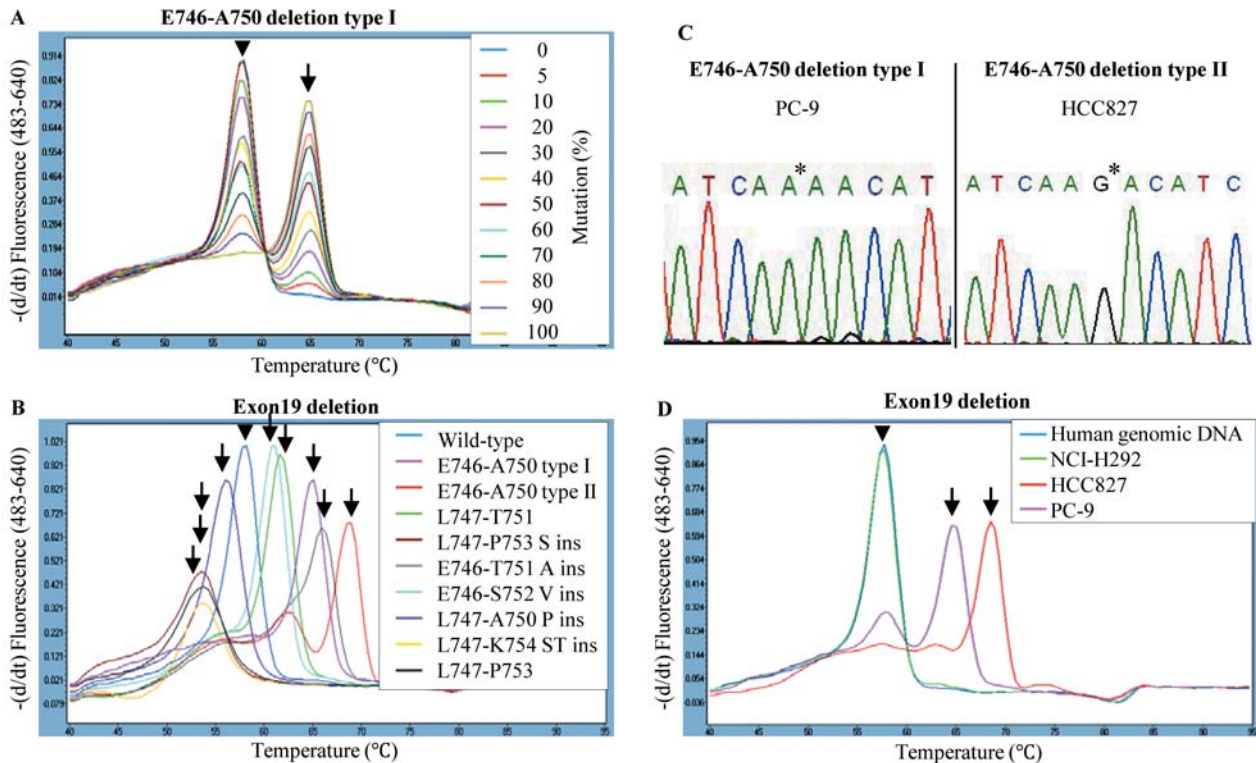 A
E746-A750 deletion type I
-(d/dt) Fluorescence (483-640)
0.914
0.824
0.734
0.644
0.554
0.464
0.374
0.284
0.194
0.104
0.014
40 45 50 55 60 65 70 75 80
Temperature (°C)
0
5
10
20
30
40
50
60
70
80
90
100
Mutation (%)
C
E746-A750 deletion type I
PC-9
A T C A A * A A C A T
E746-A750 deletion type II
HCC827
A T C A A G * A C A T C
B
Exon19 deletion
-(d/dt) Fluorescence (483-640)
1.021
0.921
0.821
0.721
0.621
0.521
0.421
0.321
0.221
0.121
0.021
-0.079
40 45 50 55 60 65 70 75 80 85 90 95
Temperature (°C)
Wild-type
E746-A750 type I
E746-A750 type II
L747-T751
L747-P753 S ins
E746-T751 A ins
E746-S752 V ins
L747-A750 P ins
L747-K754 ST ins
L747-P753
D
Exon19 deletion
-(d/dt) Fluorescence (483-640)
0.954
0.864
0.774
0.684
0.594
0.504
0.414
0.324
0.234
0.144
0.054
-0.036
40 45 50 55 60 65 70 75 80 85 90 95
Temperature (°C)
Human genomic DNA
NCI-H292
HCC827
PC-9